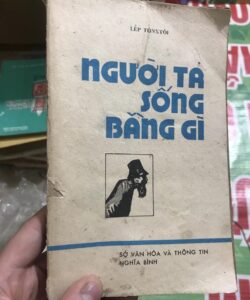 LÉP TÔNXTÔI
NGƯỜI TA
SỐNG
BẰNG GÌ
SỞ VĂN HÓA VÀ THÔNG TIN
NGHĨA BÌNH